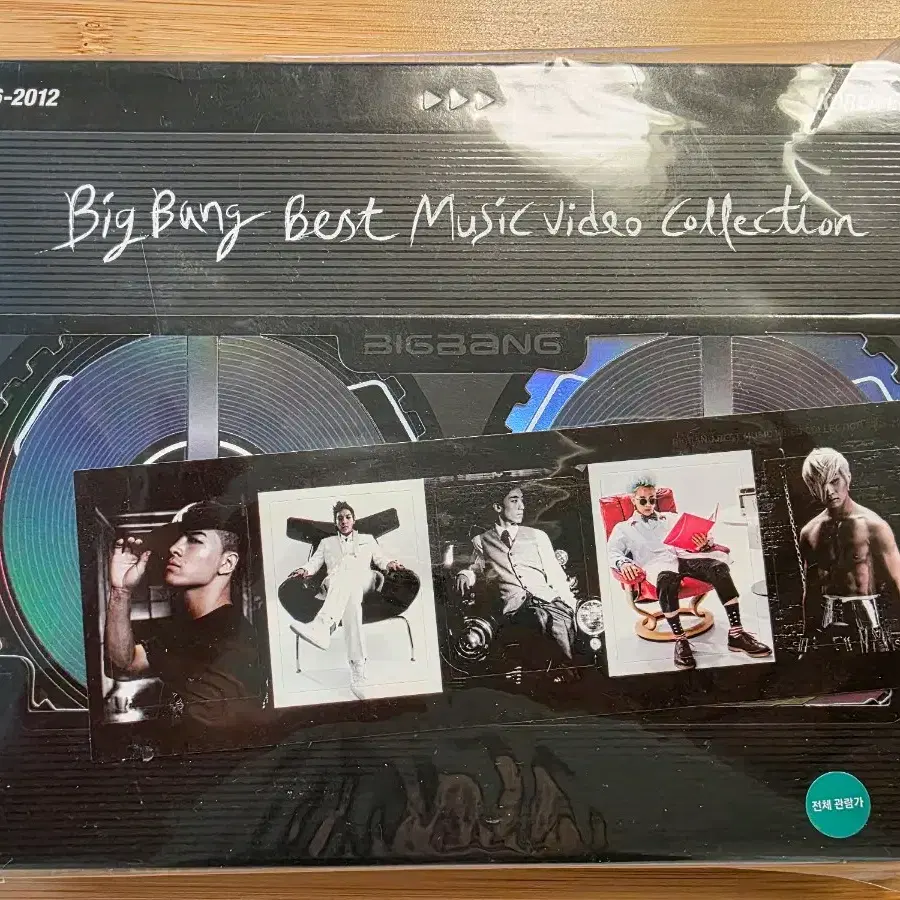 6-2012
Big Bang Best Music Video Collection
BIGBANG
전체 관람가